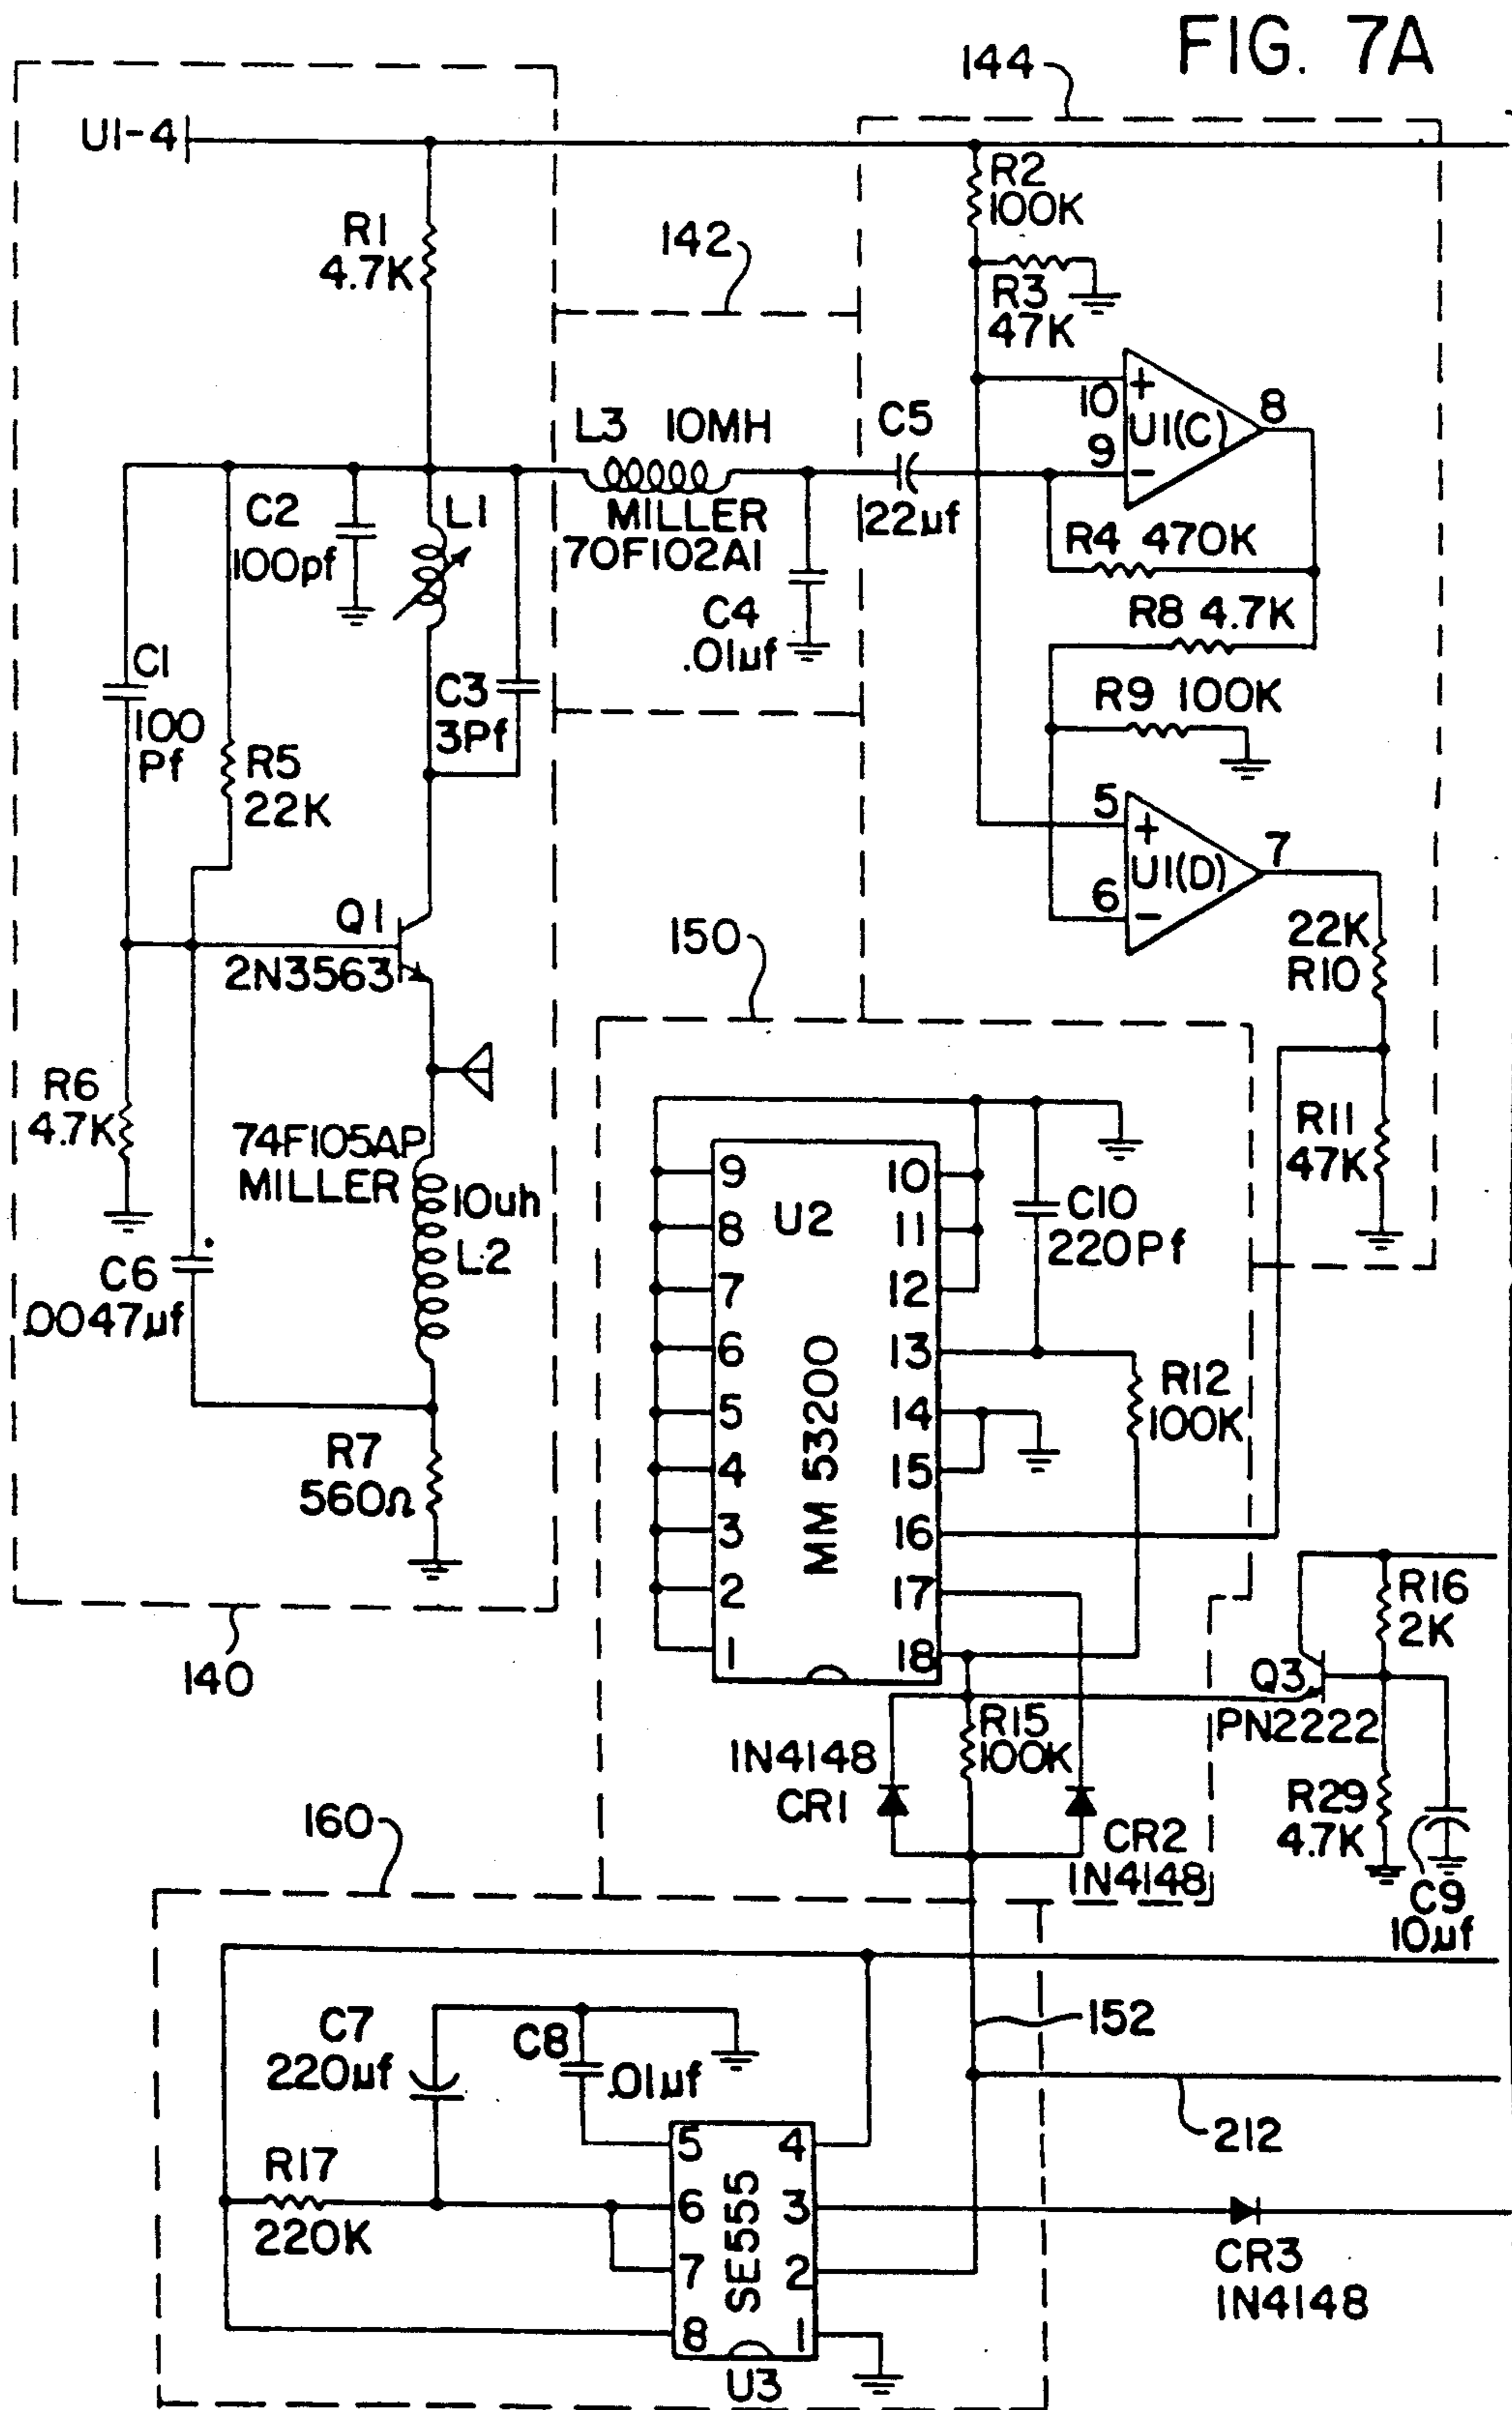 FIG. 7A
144
U1-4
R2
100K
R1
4.7K
142
R3
47K
10
+
U1(C)
8
9
-
L3 10MH
MILLER
70F102A1
C5
22µf
C2
100pf
L1
R4 470K
R8 4.7K
C4
.01µf
C1
100
Pf
C3
3Pf
R9 100K
R5
22K
5
+
U1(D)
7
6
-
Q1
2N3563
150
22K
R10
R6
4.7K
74F105AP
MILLER
10uh
L2
R11
47K
C6
.0047µf
9
8
7
6
5
4
3
2
1
U2
MM 53200
10
11
12
13
14
15
16
17
18
C10
220Pf
R12
100K
R7
560Ω
140
R16
2K
Q3
PN2222
R15
100K
1N4148
CR1
CR2
1N4148
R29
4.7K
C9
10µf
160
C7
220µf
C8
.01µf
152
212
R17
220K
5
6
7
8
SE555
4
3
2
1
U3
CR3
1N4148